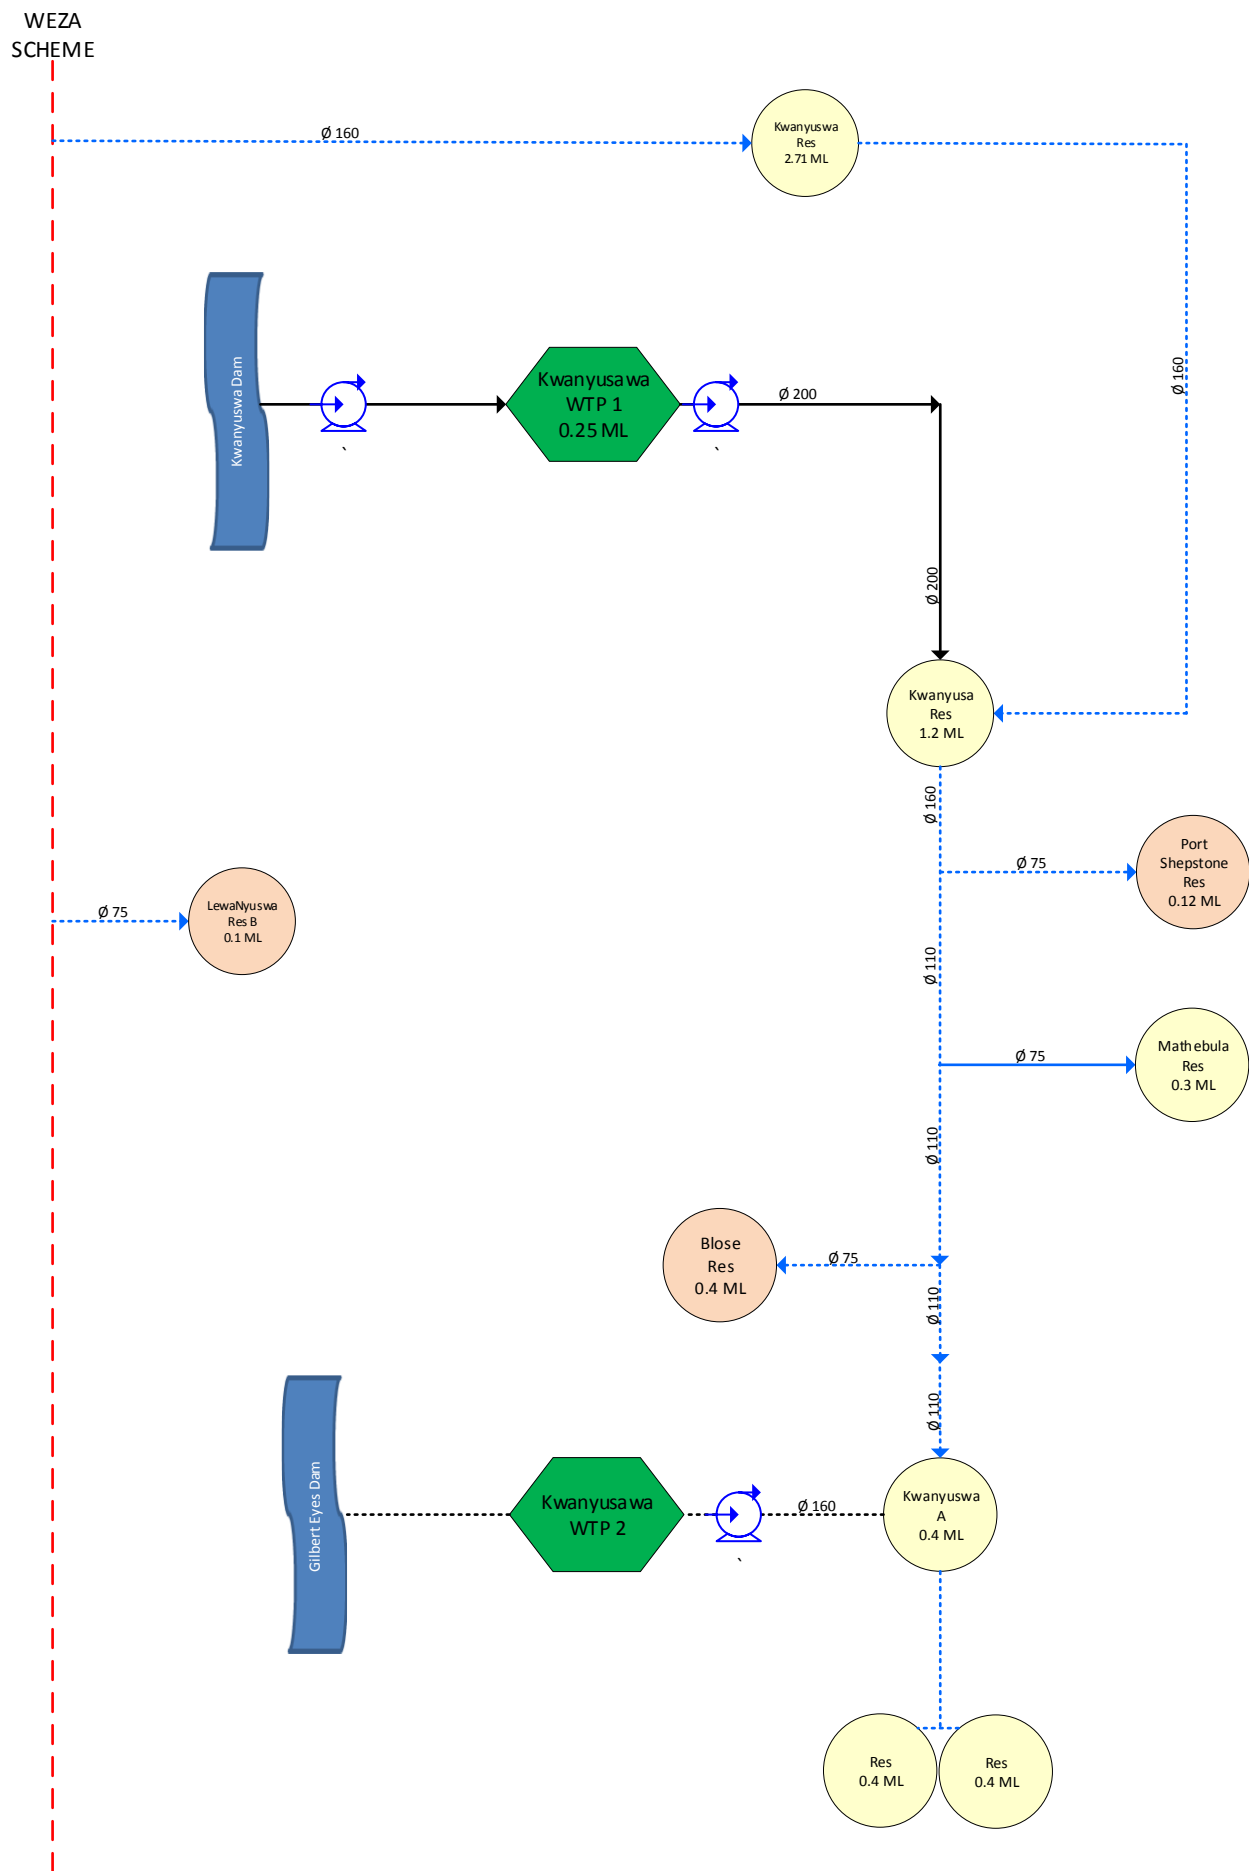 WEZA
SCHEME
Ø 160
Kwanyuswa
Res
2.71 ML
Ø 160
Kwanyuswa Dam
`
Kwanyusawa
WTP 1
0.25 ML
`
Ø 200
Ø 200
Kwanyusa
Res
1.2 ML
Ø 160
Ø 75
Port
Shepstone
Res
0.12 ML
Ø 75
LewaNyuswa
Res B
0.1 ML
Ø 110
Ø 75
Mathebula
Res
0.3 ML
Ø 110
Blose
Res
0.4 ML
Ø 75
Ø 110
Ø 110
Gilbert Eyes Dam
Kwanyusawa
WTP 2
`
Ø 160
Kwanyuswa
A
0.4 ML
Res
0.4 ML
Res
0.4 ML